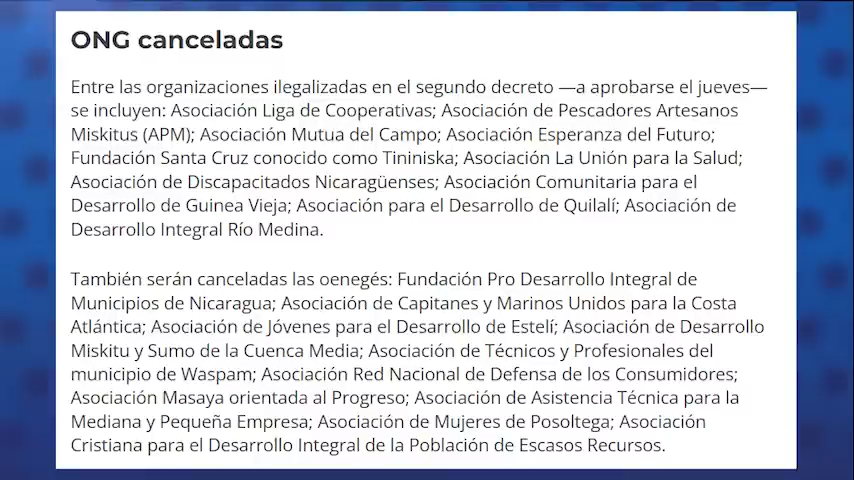 ONG canceladas
Entre las organizaciones ilegalizadas en el segundo decreto —a aprobarse el jueves—
se incluyen: Asociación Liga de Cooperativas; Asociación de Pescadores Artesanos
Miskitus (APM); Asociación Mutua del Campo; Asociación Esperanza del Futuro;
Fundación Santa Cruz conocido como Tininiska; Asociación La Unión para la Salud;
Asociación de Discapacitados Nicaragüenses; Asociación Comunitaria para el
Desarrollo de Guinea Vieja; Asociación para el Desarrollo de Quilalí; Asociación de
Desarrollo Integral Río Medina.
También serán canceladas las oenegés: Fundación Pro Desarrollo Integral de
Municipios de Nicaragua; Asociación de Capitanes y Marinos Unidos para la Costa
Atlántica; Asociación de Jóvenes para el Desarrollo de Estelí; Asociación de Desarrollo
Miskitu y Sumo de la Cuenca Media; Asociación de Técnicos y Profesionales del
municipio de Waspam; Asociación Red Nacional de Defensa de los Consumidores;
Asociación Masaya orientada al Progreso; Asociación de Asistencia Técnica para la
Mediana y Pequeña Empresa; Asociación de Mujeres de Posoltega; Asociación
Cristiana para el Desarrollo Integral de la Población de Escasos Recursos.